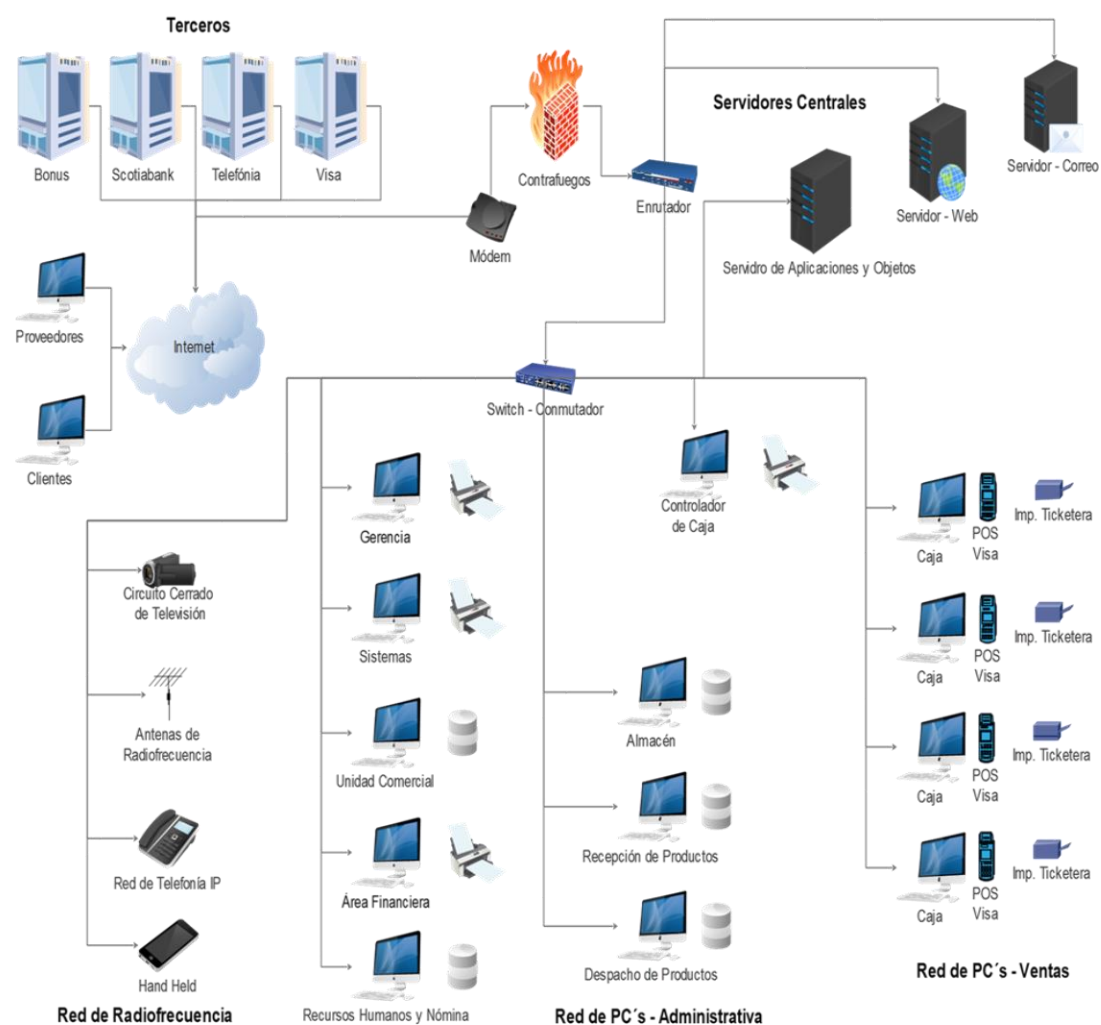 Terceros
Bonus
Scotiabank
Telefónia
Visa
Contrafuegos
Módem
Enrutador
Servidores Centrales
Servidor - Correo
Servidor - Web
Servidro de Aplicaciones y Objetos
Proveedores
Internet
Clientes
Switch - Conmutador
Controlador
de Caja
Circuito Cerrado
de Televisión
Antenas de
Radiofrecuencia
Red de Telefonía IP
Hand Held
Red de Radiofrecuencia
Gerencia
Sistemas
Unidad Comercial
Área Financiera
Recursos Humanos y Nómina
Almacén
Recepción de Productos
Despacho de Productos
Red de PC´s - Administrativa
Caja
POS
Visa
Imp. Ticketera
Caja
POS
Visa
Imp. Ticketera
Caja
POS
Visa
Imp. Ticketera
Caja
POS
Visa
Imp. Ticketera
Red de PC´s - Ventas